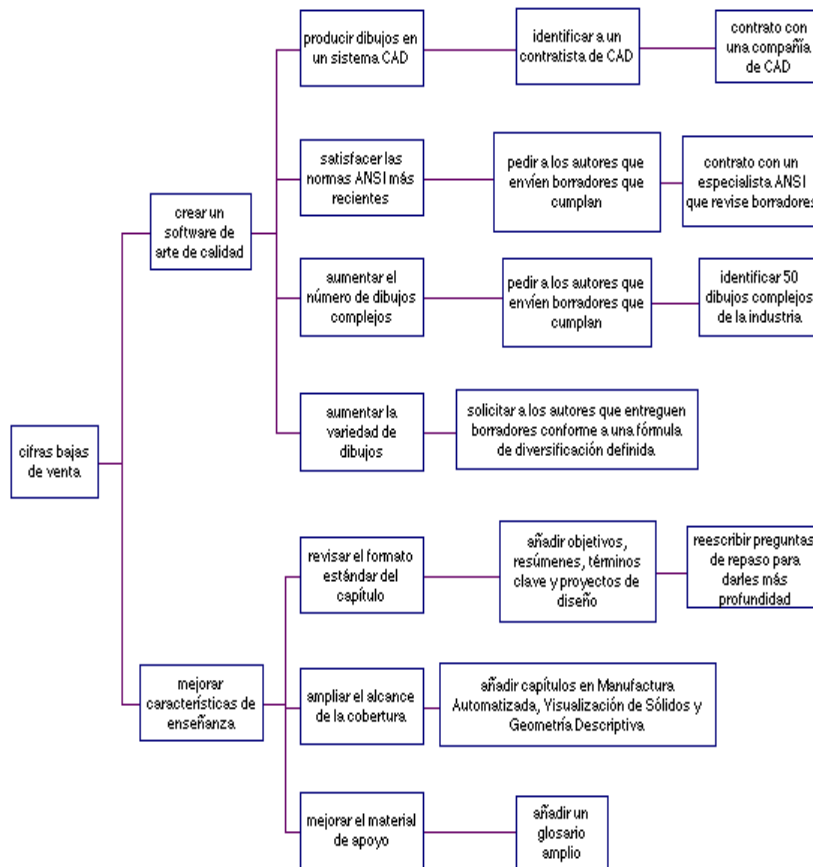 producir dibujos en
un sistema CAD
identificar a un
contratista de CAD
contrato con
una compañía
de CAD
satisfacer las
normas ANSI más
recientes
pedir a los autores que
envíen borradores que
cumplan
contrato con un
especialista ANSI
que revise borradores
crear un
software de
arte de calidad
aumentar el
número de dibujos
complejos
pedir a los autores que
envíen borradores que
cumplan
identificar 50
dibujos complejos
de la industria
aumentar la
variedad de
dibujos
solicitar a los autores que entreguen
borradores conforme a una fórmula
de diversificación definida
cifras bajas
de venta
revisar el formato
estándar del
capítulo
añadir objetivos,
resúmenes, términos
clave y proyectos de
diseño
reescribir preguntas
de repaso para
darles más
profundidad
mejorar
características de
enseñanza
ampliar el alcance
de la cobertura
añadir capítulos en Manufactura
Automatizada, Visualización de Sólidos y
Geometría Descriptiva
mejorar el material
de apoyo
añadir un
glosario
amplio